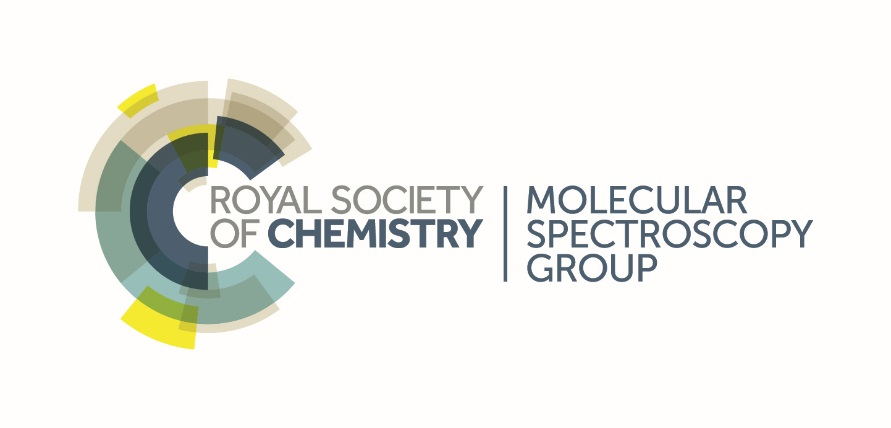 ROYAL SOCIETY
OF CHEMISTRY
MOLECULAR
SPECTROSCOPY
GROUP